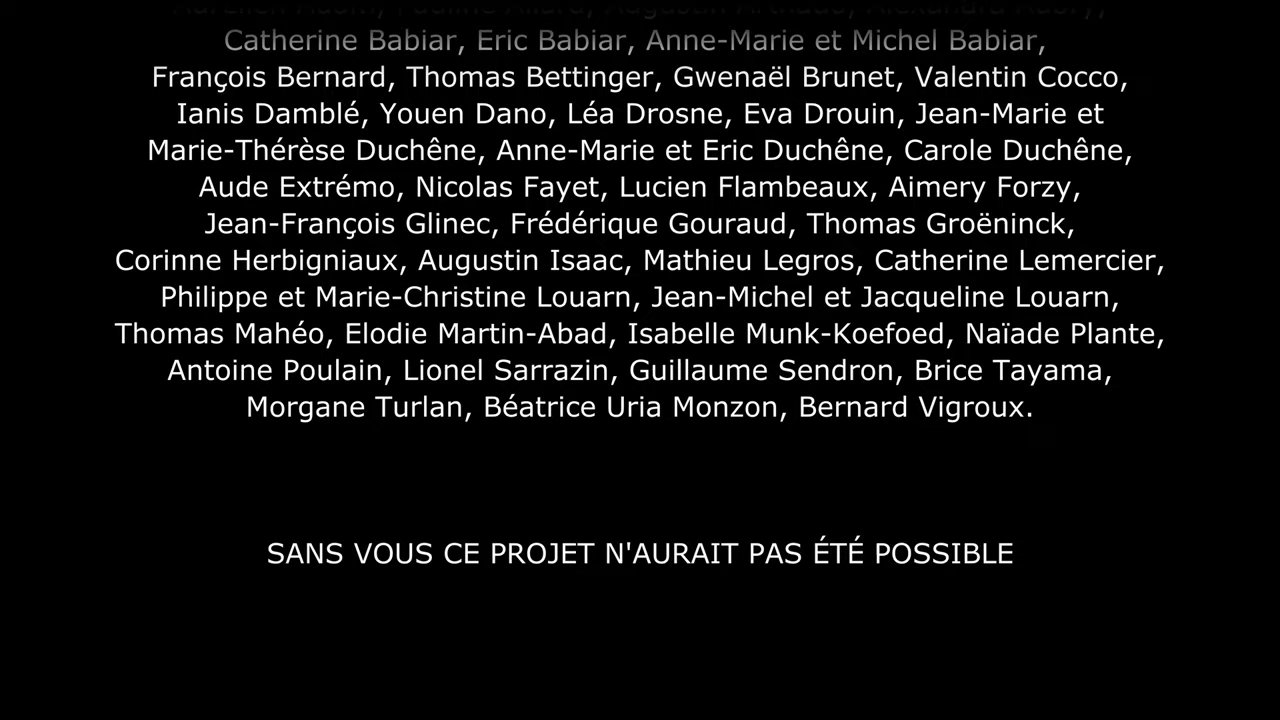 Catherine Babiar, Eric Babiar, Anne-Marie et Michel Babiar,
François Bernard, Thomas Bettinger, Gwenaël Brunet, Valentin Cocco,
Ianis Damblé, Youen Dano, Léa Drosne, Eva Drouin, Jean-Marie et
Marie-Thérèse Duchêne, Anne-Marie et Eric Duchêne, Carole Duchêne,
Aude Extrémo, Nicolas Fayet, Lucien Flambeaux, Aimery Forzy,
Jean-François Glinec, Frédérique Gouraud, Thomas Groëninck,
Corinne Herbigniaux, Augustin Isaac, Mathieu Legros, Catherine Lemercier,
Philippe et Marie-Christine Louarn, Jean-Michel et Jacqueline Louarn,
Thomas Mahéo, Elodie Martin-Abad, Isabelle Munk-Koefoed, Naïade Plante,
Antoine Poulain, Lionel Sarrazin, Guillaume Sendron, Brice Tayama,
Morgane Turlan, Béatrice Uria Monzon, Bernard Vigroux.
SANS VOUS CE PROJET N'AURAIT PAS ÉTÉ POSSIBLE